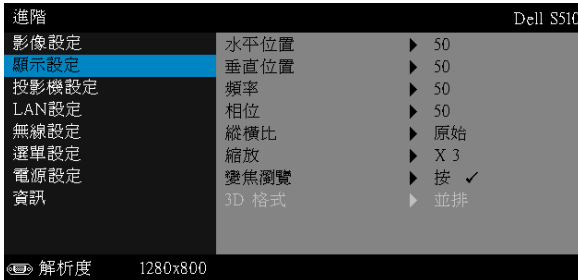 進階 Dell S510
影像設定
顯示設定
投影機設定
LAN設定
無線設定
選單設定
電源設定
資訊
水平位置 ▶ 50
垂直位置 ▶ 50
頻率 ▶ 50
相位 ▶ 50
縱橫比 ▶ 原始
縮放 ▶ X 3
變焦瀏覽 ▶ 按 ✓
3D 格式 ▶ 並排
解析度 1280x800